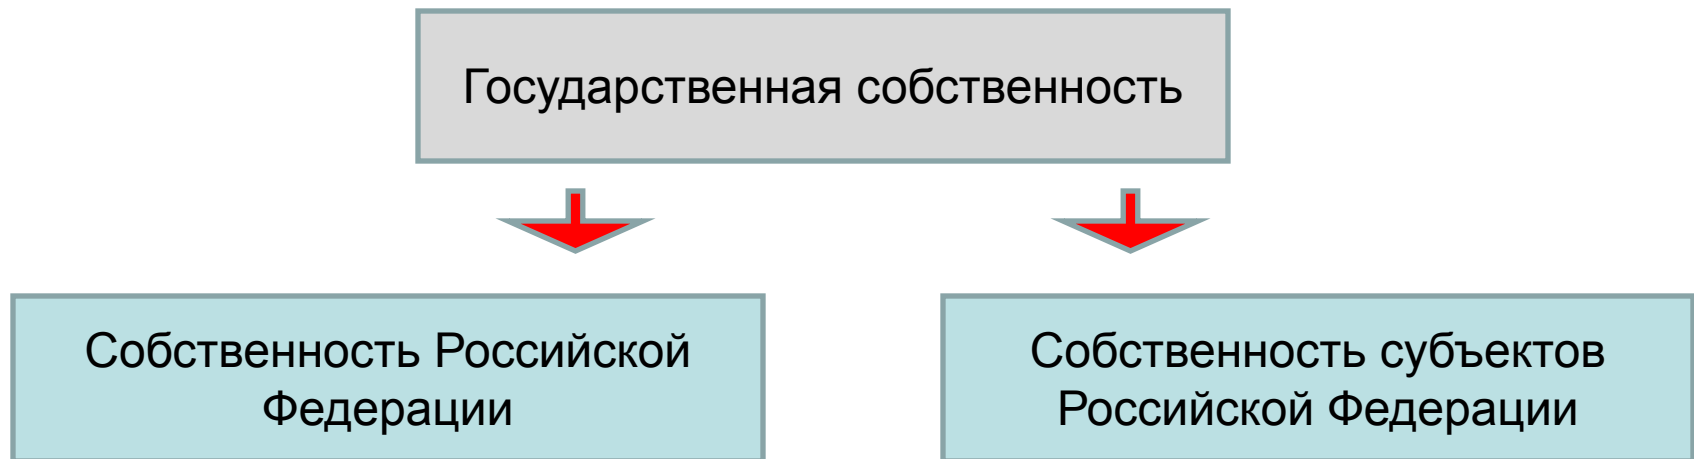 Государственная собственность
Собственность Российской
Федерации
Собственность субъектов
Российской Федерации